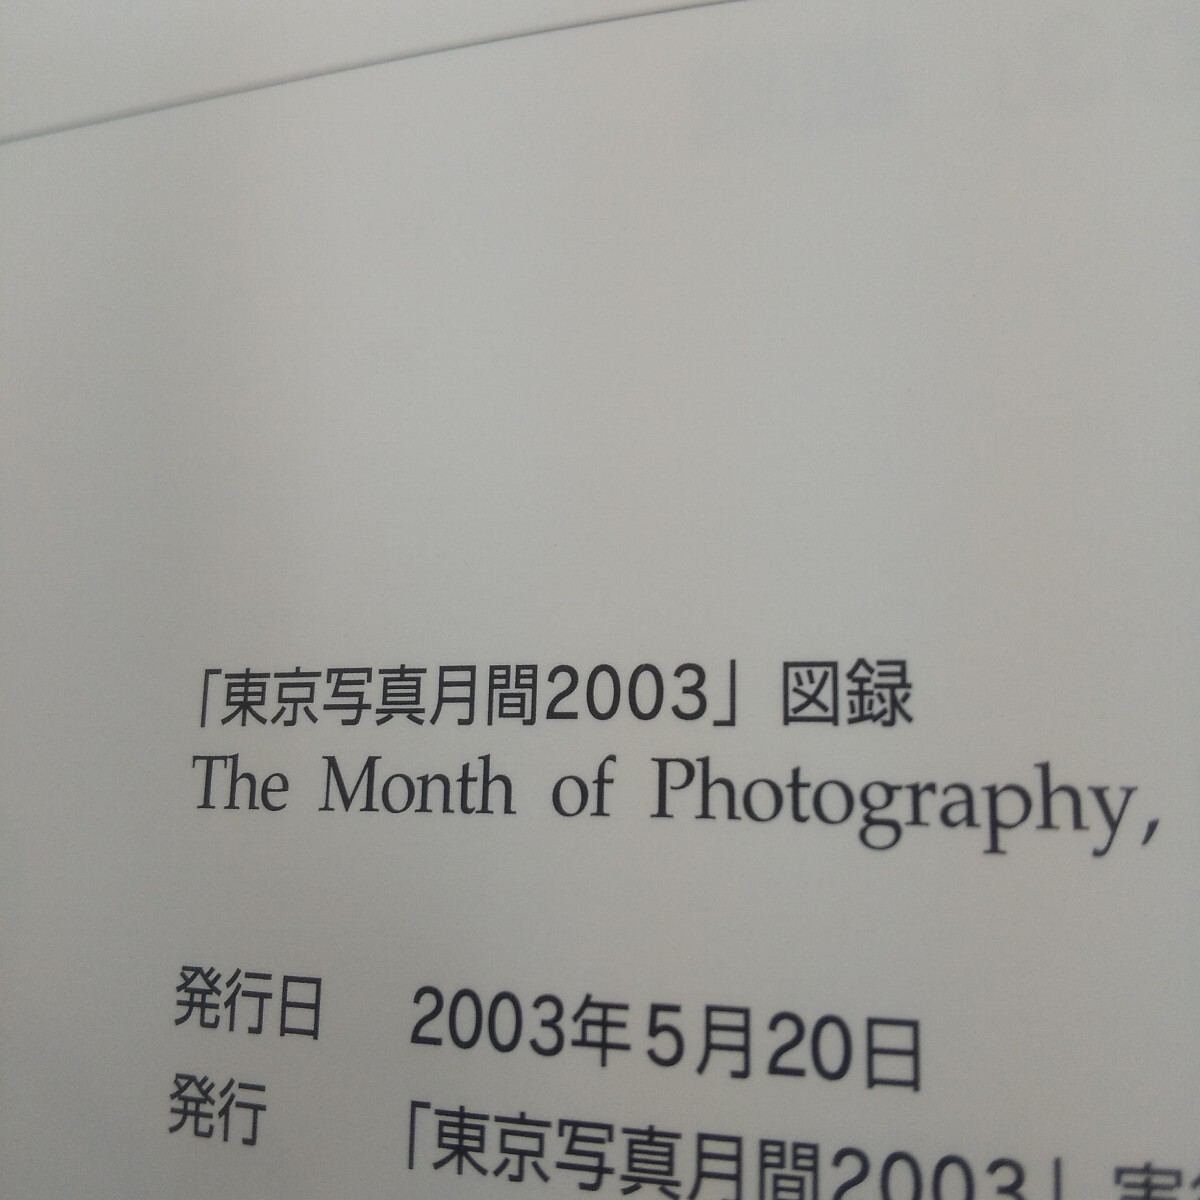 「東京写真月間2003」図録
The Month of Photography,
発行日 2003年5月20日
発行 「東京写真月間2003」実